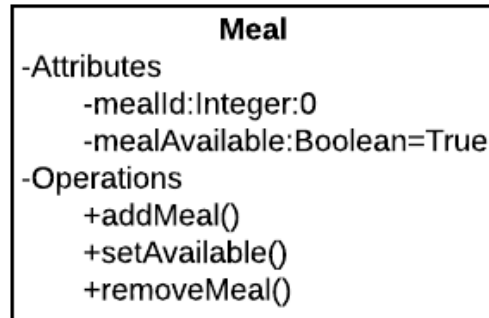 Meal
-Attributes
-mealId:Integer:0
-mealAvailable:Boolean=True
-Operations
+addMeal()
+setAvailable()
+removeMeal()